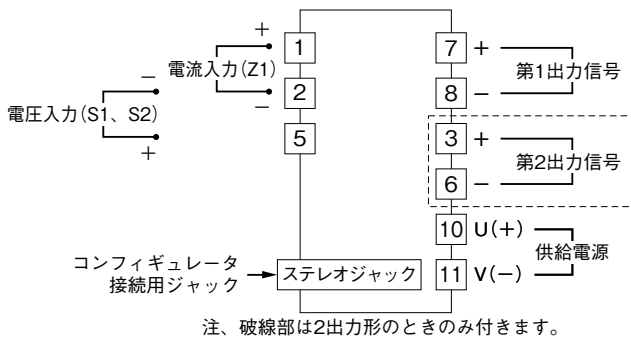 +
電流入力(Z1)
−
−
電圧入力(S1、S2)
+
1
2
5
7 +
第1出力信号
8 −
3 +
第2出力信号
6 −
10 U(+)
供給電源
11 V(−)
コンフィギュレータ
接続用ジャック
ステレオジャック
注、破線部は2出力形のときのみ付きます。